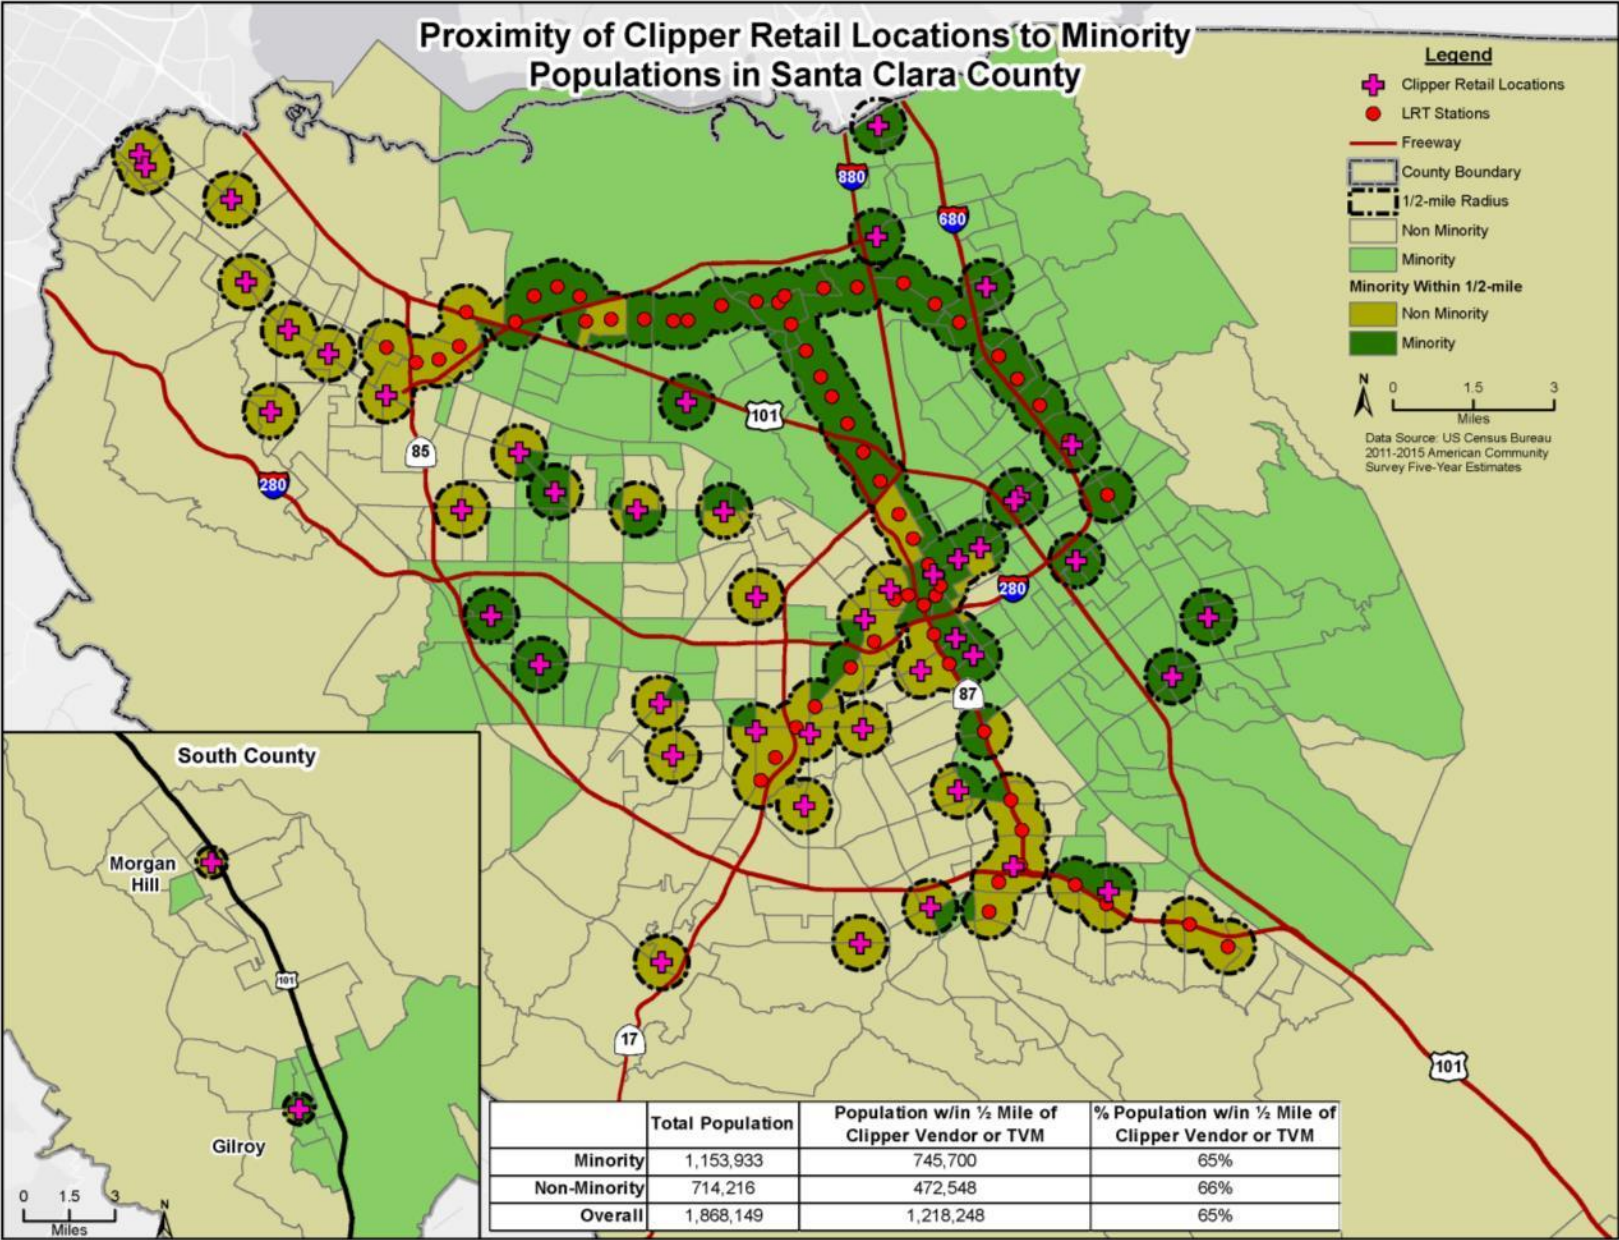 Proximity of Clipper Retail Locations to Minority
Populations in Santa Clara County
Legend
Clipper Retail Locations
LRT Stations
Freeway
County Boundary
1/2-mile Radius
Non Minority
Minority
Minority Within 1/2-mile
Non Minority
Minority
N
0 1.5 3
Miles
Data Source: US Census Bureau
2011-2015 American Community
Survey Five-Year Estimates
880
680
101
85
280
280
87
17
101
South County
Morgan
Hill
101
Gilroy
0 1.5 3
Miles
N
Total Population Population w/in ½ Mile of Clipper Vendor or TVM % Population w/in ½ Mile of Clipper Vendor or TVM
Minority 1,153,933 745,700 65%
Non-Minority 714,216 472,548 66%
Overall 1,868,149 1,218,248 65%